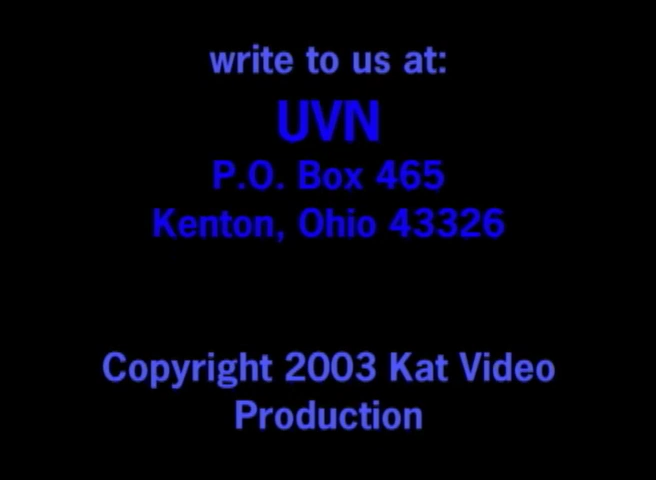 write to us at:
UVN
P.O. Box 465
Kenton, Ohio 43326
Copyright 2003 Kat Video
Production